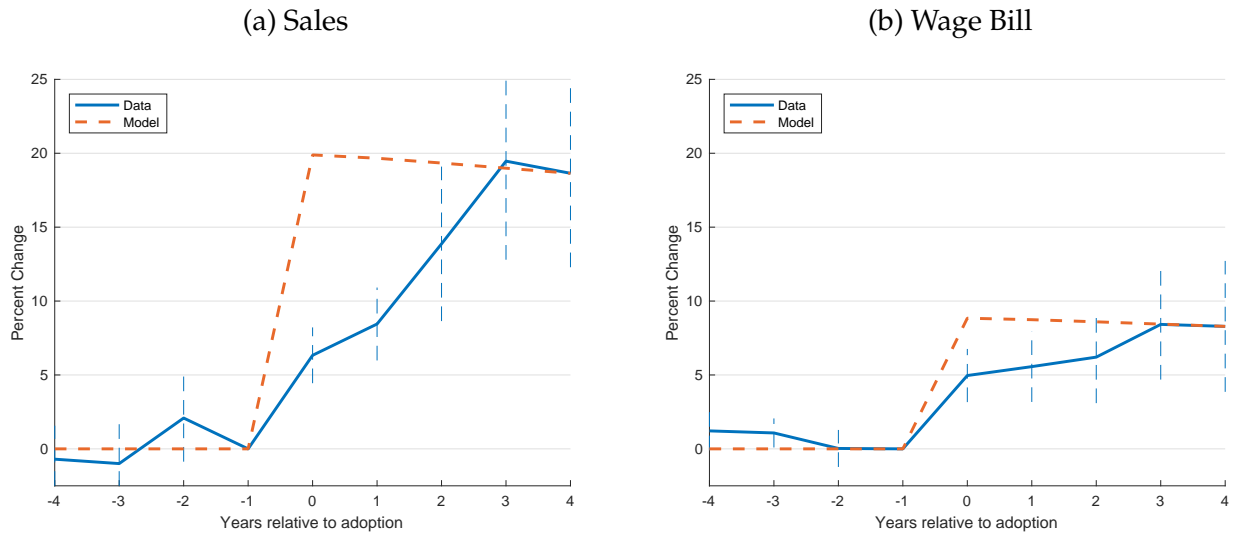 (a) Sales
25
20
15
10
5
0
Percent Change
Data
Model
-4 -3 -2 -1 0 1 2 3 4
Years relative to adoption
(b) Wage Bill
25
20
15
10
5
0
Percent Change
Data
Model
-4 -3 -2 -1 0 1 2 3 4
Years relative to adoption